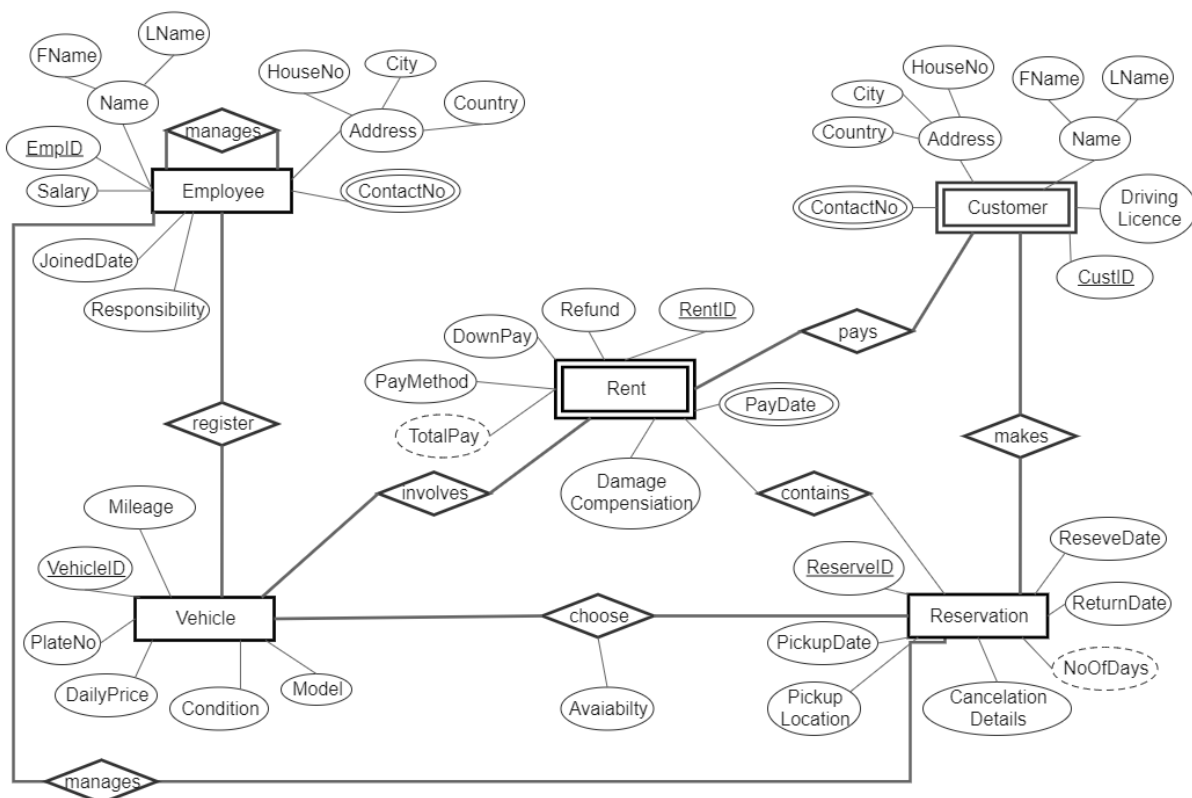 LName
FName
Name
HouseNo
City
Country
Address
manages
EmpID
Salary
Employee
ContactNo
JoinedDate
Responsibility
HouseNo
City
Country
Address
FName
LName
Name
ContactNo
Customer
Driving
Licence
CustID
Refund
RentID
DownPay
PayMethod
Rent
TotalPay
PayDate
Damage
Compensiation
pays
register
involves
contains
makes
Mileage
VehicleID
Vehicle
PlateNo
DailyPrice
Condition
Model
choose
Avaiabilty
ReserveID
ReseveDate
Reservation
ReturnDate
PickupDate
NoOfDays
Pickup
Location
Cancelation
Details
manages